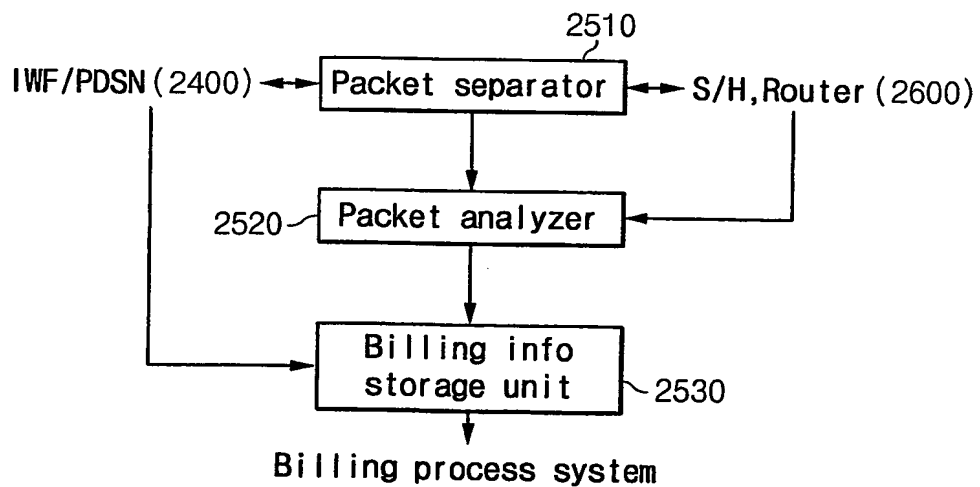 2510
IWF/PDSN (2400)
Packet separator
S/H,Router (2600)
2520
Packet analyzer
Billing info
storage unit
2530
Billing process system